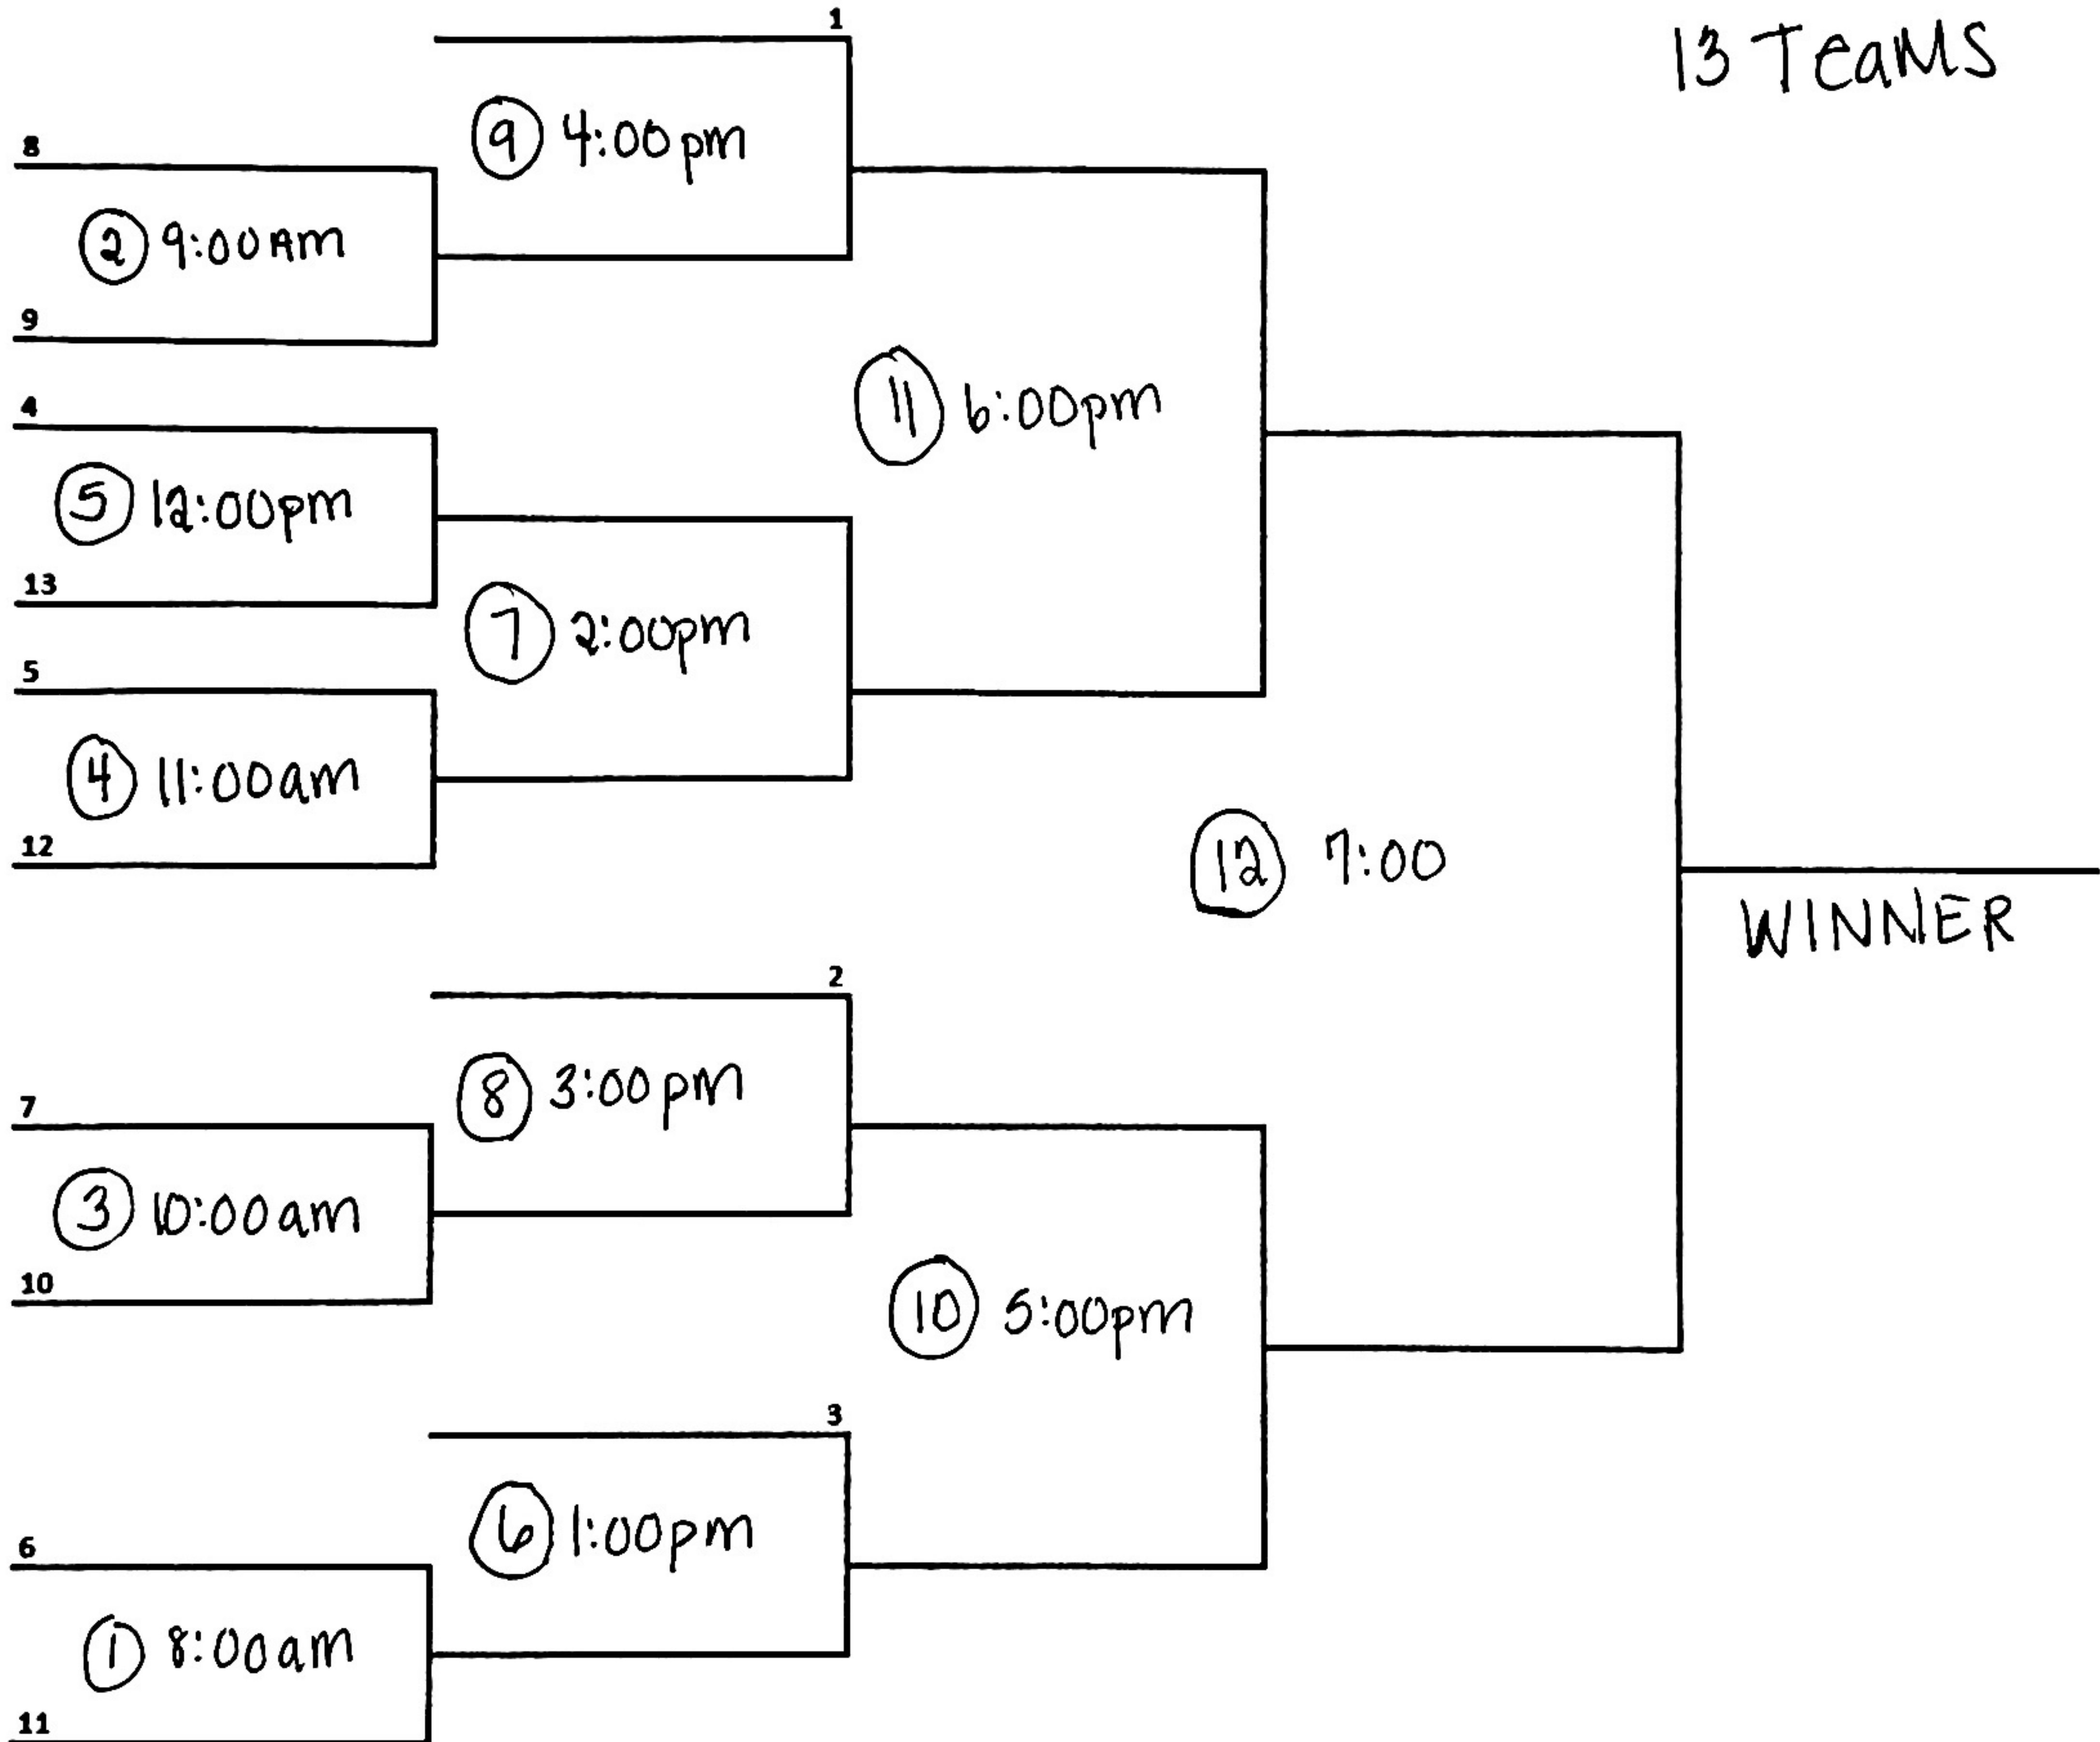 1
13 TeaMS
9 4:00pm
8
2 9:00AM
9
4
11 6:00pm
5 12:00pm
13
7 2:00pm
5
4 11:00am
12
12 7:00
WINNER
2
8 3:00pm
7
3 10:00am
10
10 5:00pm
3
6 1:00pm
6
1 8:00am
11